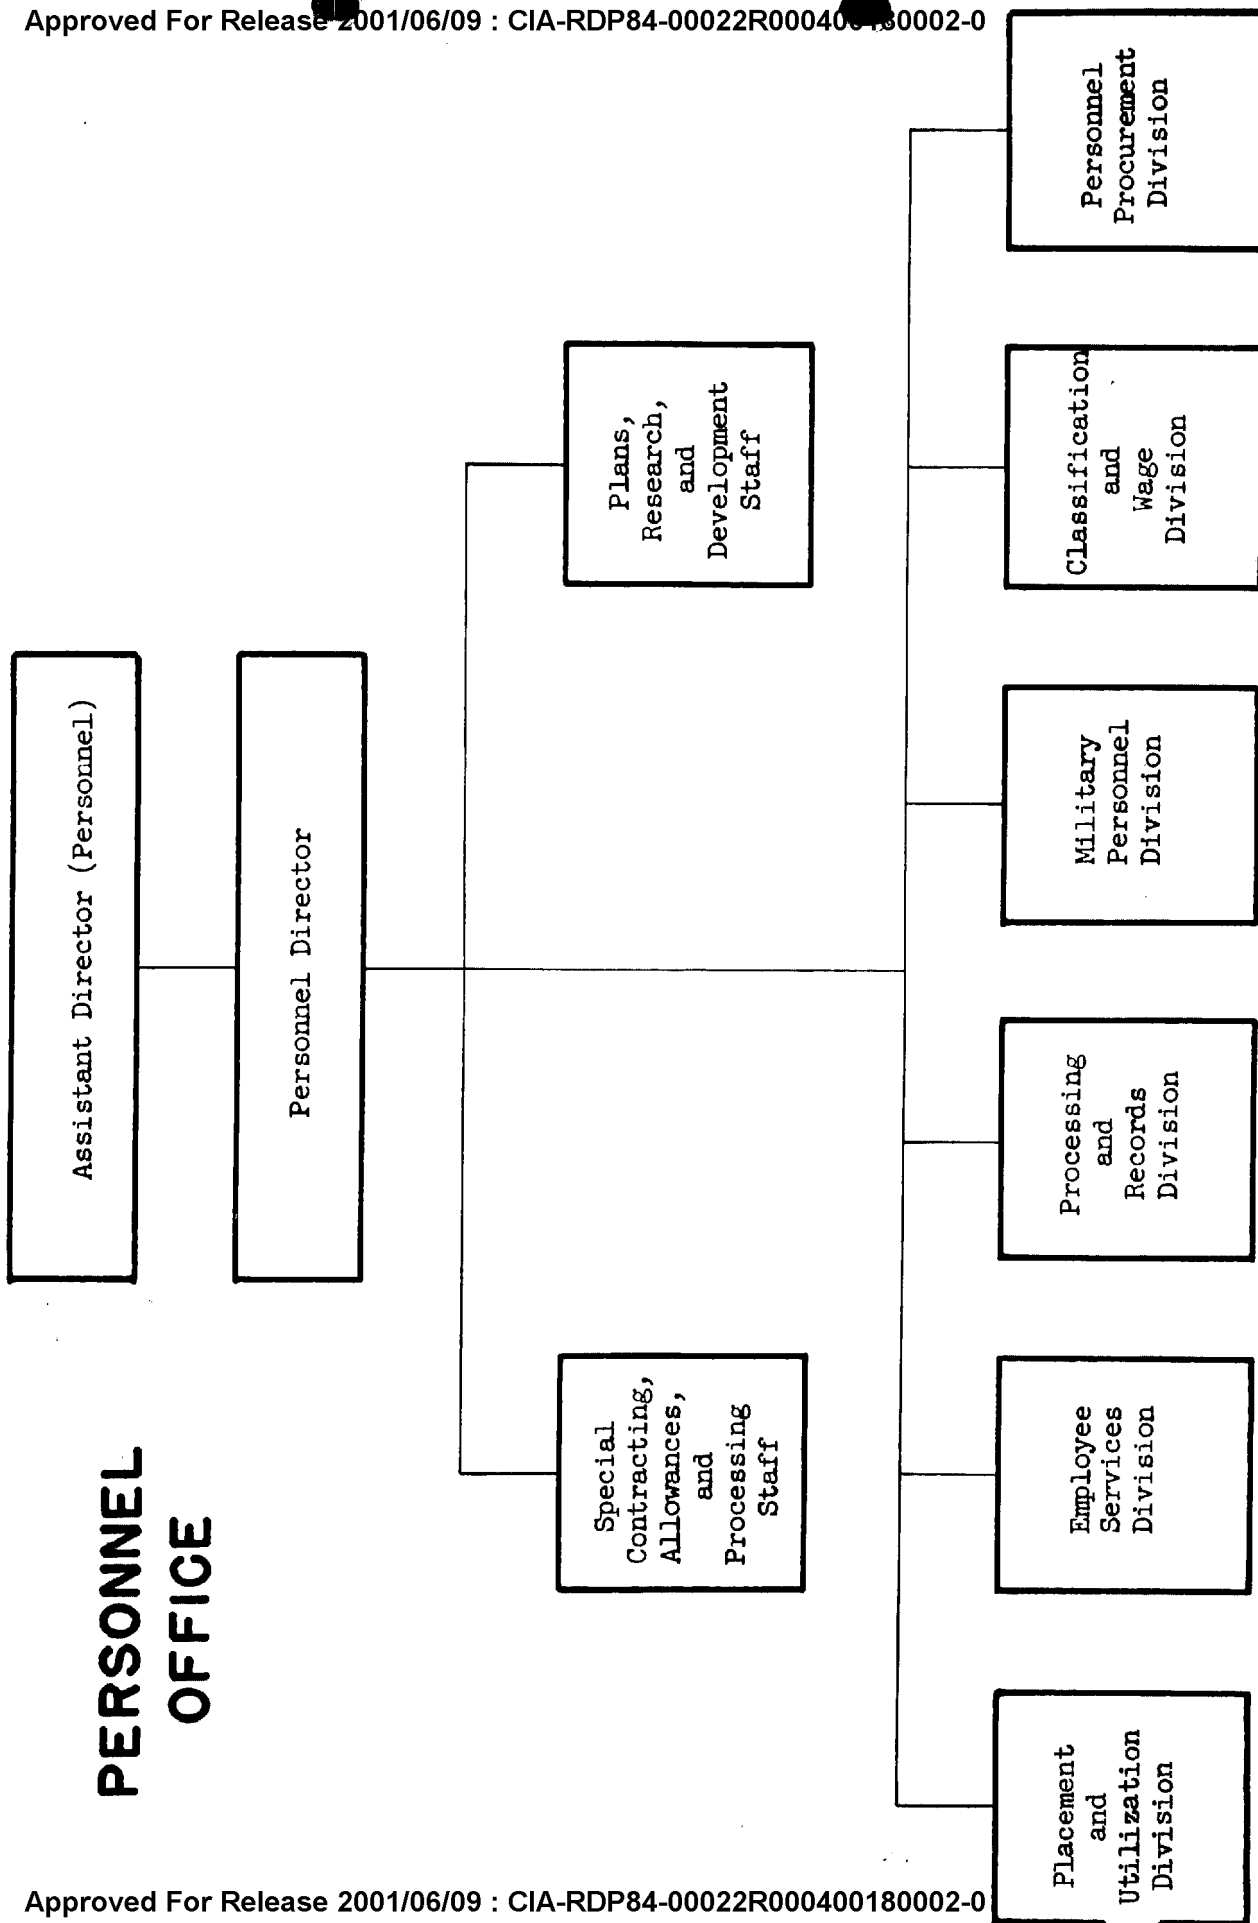 Approved For Release 2001/06/09 : CIA-RDP84-00022R000400180002-0
PERSONNEL
OFFICE
Assistant Director (Personnel)
Personnel Director
Special
Contracting,
Allowances,
and
Processing
Staff
Plans,
Research,
and
Development
Staff
Placement
and
Utilization
Division
Employee
Services
Division
Processing
and
Records
Division
Military
Personnel
Division
Classification
and
Wage
Division
Personnel
Procurement
Division
Approved For Release 2001/06/09 : CIA-RDP84-00022R000400180002-0